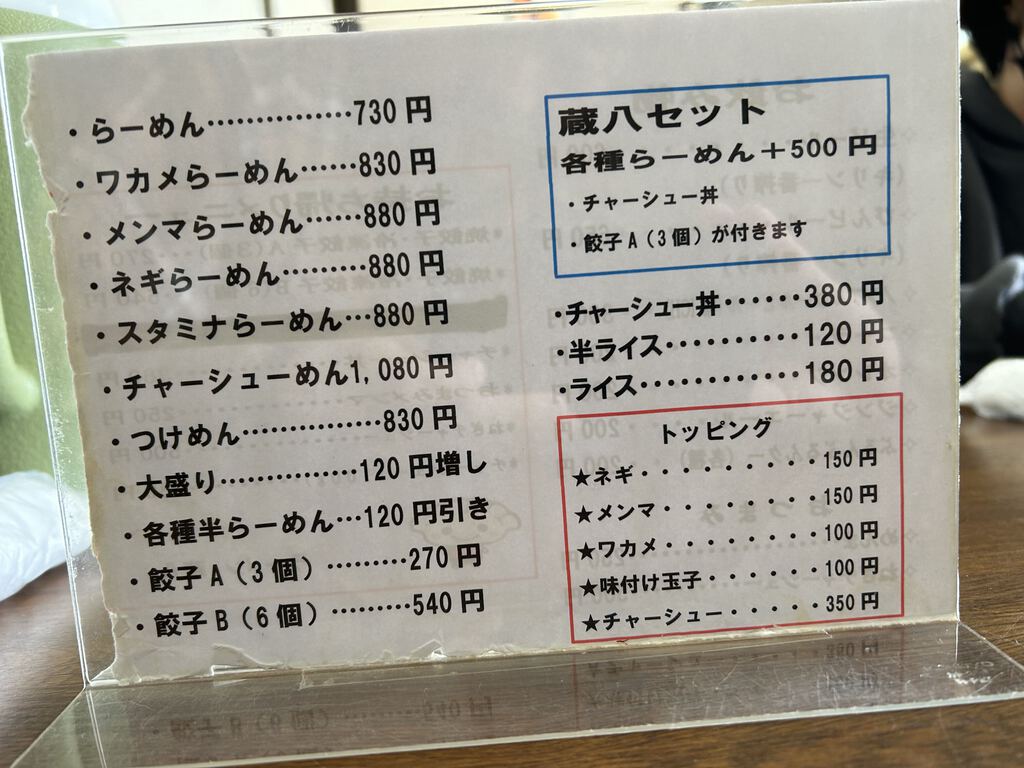 ・らーめん……………730円
・ワカメらーめん……830円
・メンマらーめん……880円
・ネギらーめん………880円
・スタミナらーめん…880円
・チャーシューめん1,080円
・つけめん……………830円
・大盛り……………120円増し
・各種半らーめん…120円引き
・餃子A（3個）………270円
・餃子B（6個）………540円
蔵八セット
各種らーめん＋500円
・チャーシュー丼
・餃子A（3個）が付きます
・チャーシュー丼……380円
・半ライス…………120円
・ライス……………180円
トッピング
★ネギ・・・・・・・・150円
★メンマ・・・・・・・150円
★ワカメ・・・・・・・100円
★味付け玉子・・・・・100円
★チャーシュー・・・・・350円